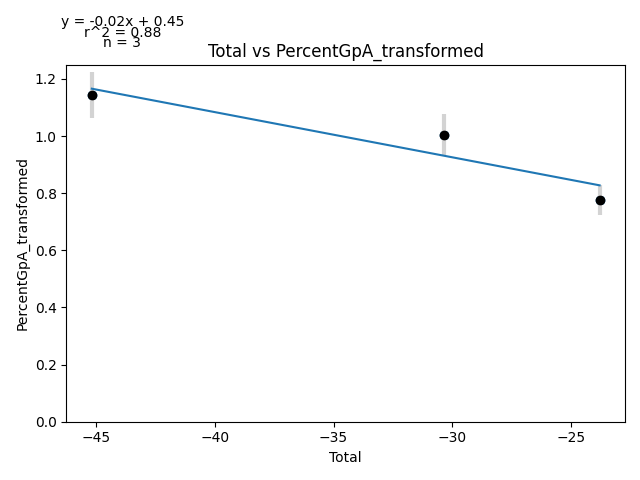 y = -0.02x + 0.45
r^2 = 0.88
n = 3
Total vs PercentGpA_transformed
PercentGpA_transformed
1.2
1.0
0.8
0.6
0.4
0.2
0.0
−45
−40
−35
−30
−25
Total